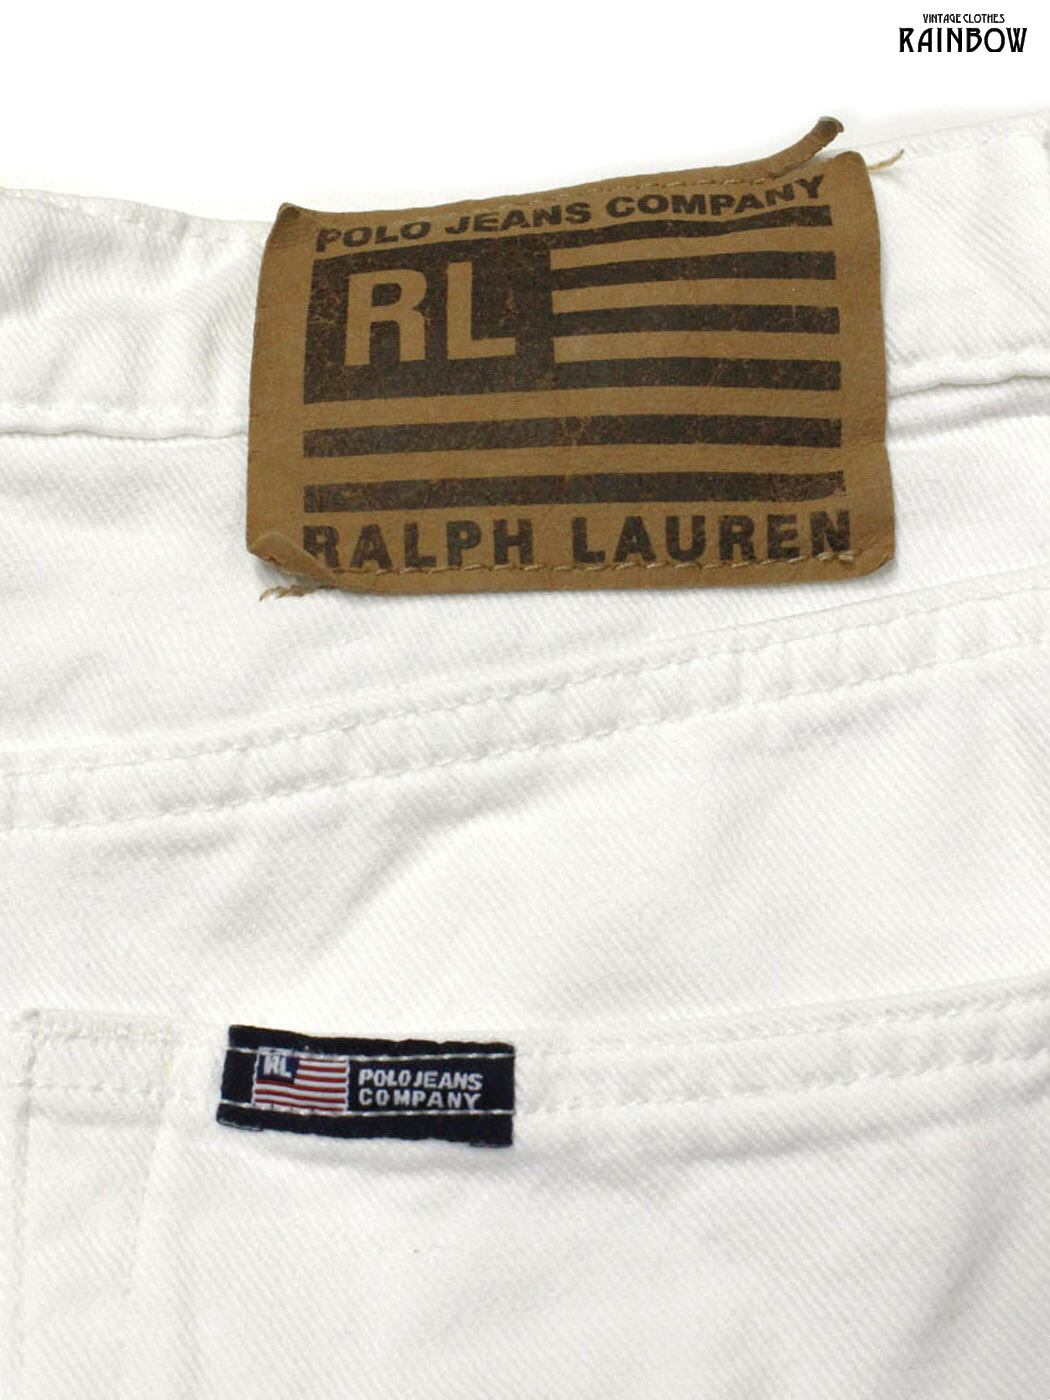 VINTAGE CLOTHES
RAINBOW
POLO JEANS COMPANY
RL
RALPH LAUREN
RL
POLO JEANS
COMPANY